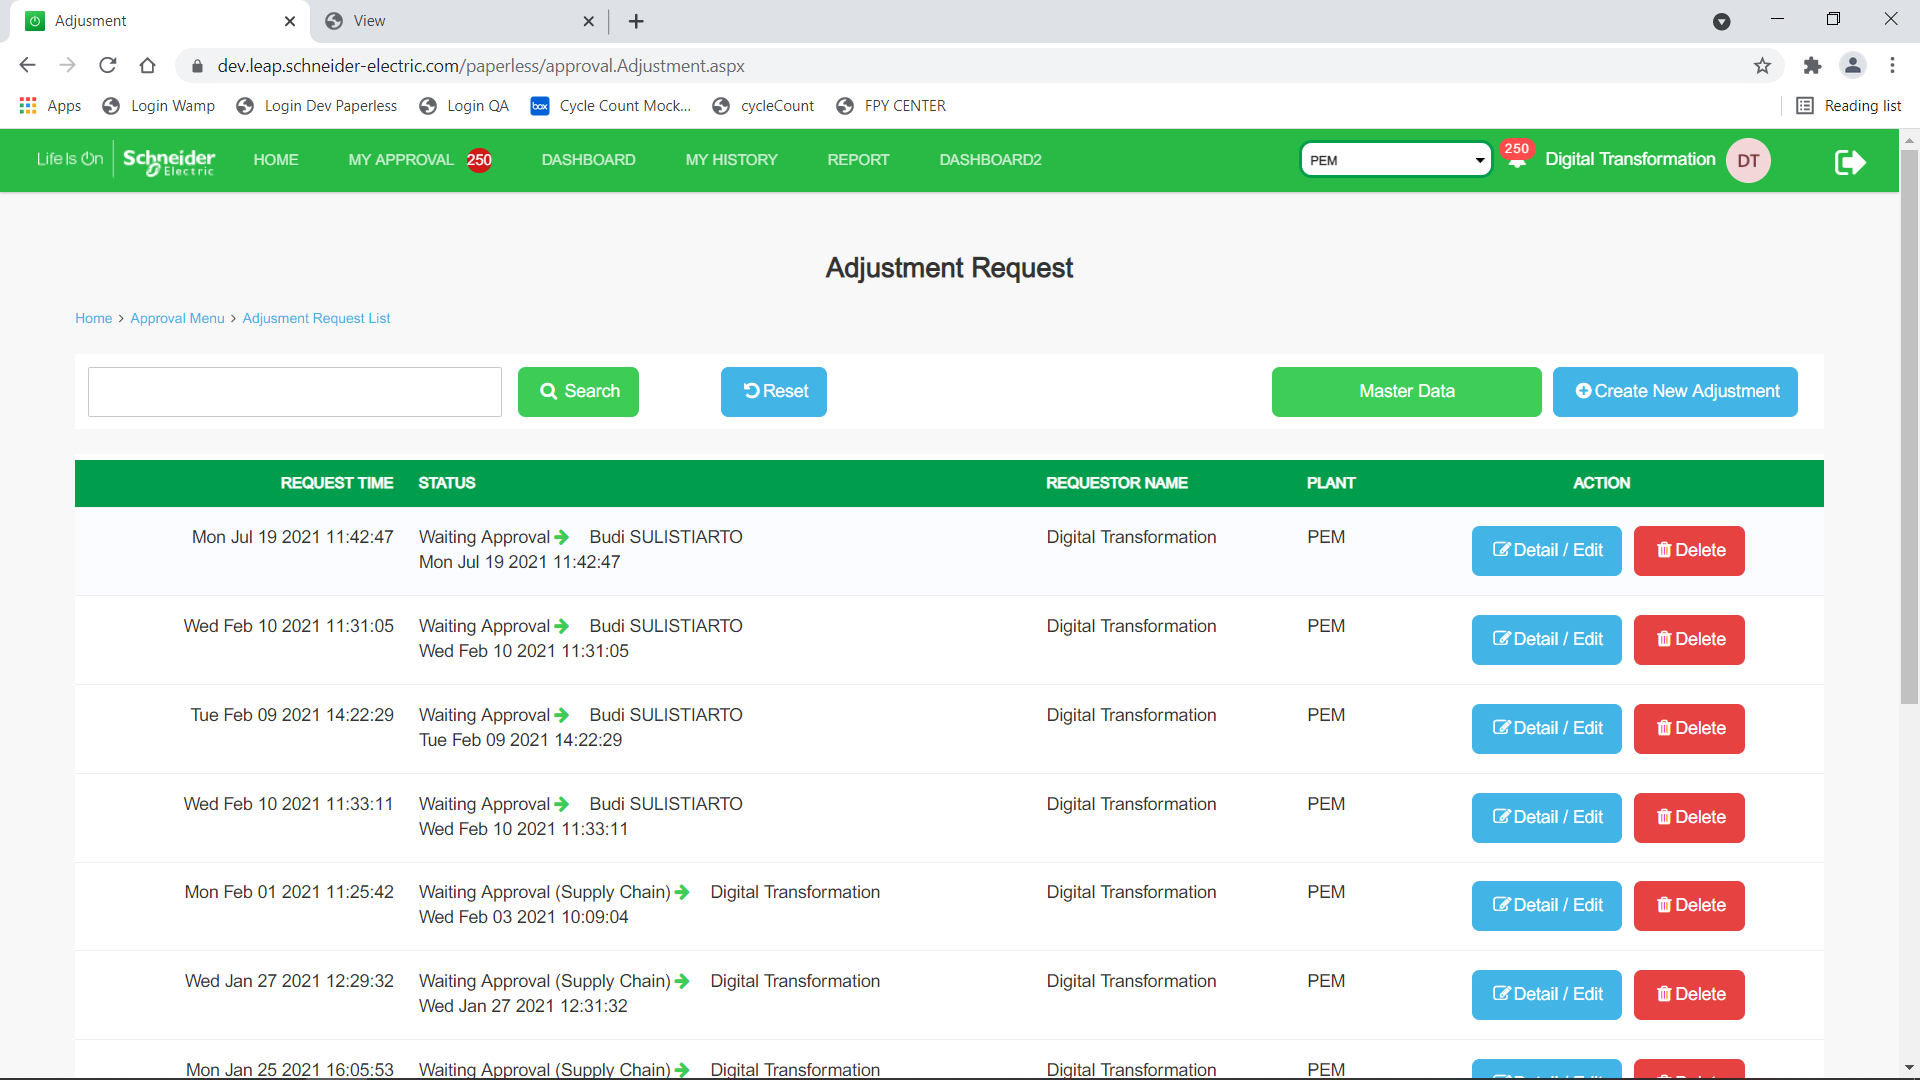 Adjusment
View
dev.leap.schneider-electric.com/paperless/approval.Adjustment.aspx
Apps Login Wamp Login Dev Paperless Login QA box Cycle Count Mock... cycleCount FPY CENTER Reading list
Life Is On Schneider Electric HOME MY APPROVAL 250 DASHBOARD MY HISTORY REPORT DASHBOARD2 PEM 250 Digital Transformation DT
Adjustment Request
Home > Approval Menu > Adjusment Request List
Search Reset Master Data Create New Adjustment
REQUEST TIME STATUS REQUESTOR NAME PLANT ACTION
Mon Jul 19 2021 11:42:47 Waiting Approval Budi SULISTIARTO Digital Transformation PEM Detail / Edit Delete
Mon Jul 19 2021 11:42:47
Wed Feb 10 2021 11:31:05 Waiting Approval Budi SULISTIARTO Digital Transformation PEM Detail / Edit Delete
Wed Feb 10 2021 11:31:05
Tue Feb 09 2021 14:22:29 Waiting Approval Budi SULISTIARTO Digital Transformation PEM Detail / Edit Delete
Tue Feb 09 2021 14:22:29
Wed Feb 10 2021 11:33:11 Waiting Approval Budi SULISTIARTO Digital Transformation PEM Detail / Edit Delete
Wed Feb 10 2021 11:33:11
Mon Feb 01 2021 11:25:42 Waiting Approval (Supply Chain) Digital Transformation Digital Transformation PEM Detail / Edit Delete
Wed Feb 03 2021 10:09:04
Wed Jan 27 2021 12:29:32 Waiting Approval (Supply Chain) Digital Transformation Digital Transformation PEM Detail / Edit Delete
Wed Jan 27 2021 12:31:32
Mon Jan 25 2021 16:05:53 Waiting Approval (Supply Chain) Digital Transformation Digital Transformation PEM